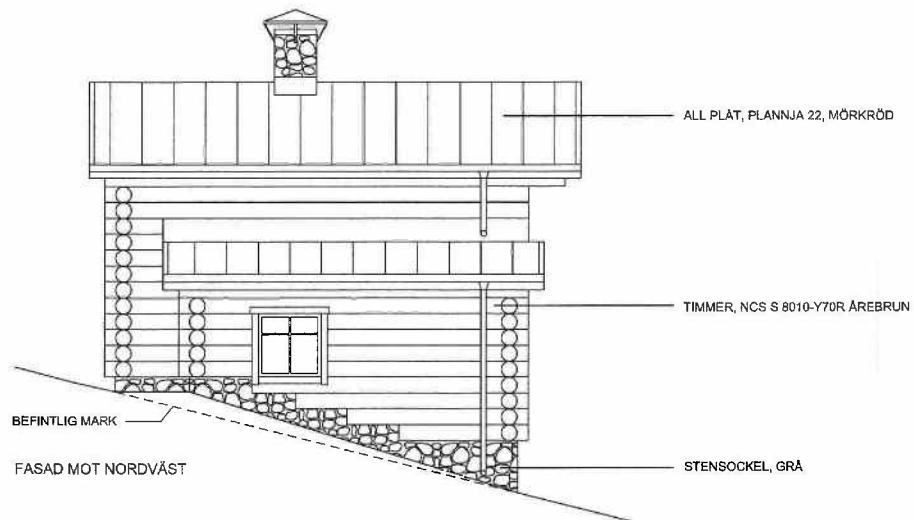 ALL PLÅT, PLANNJA 22, MÖRKRÖD
TIMMER, NCS S 8010-Y70R ÅREBRUN
BEFINTLIG MARK
FASAD MOT NORDVÄST
STENSOCKEL, GRÅ